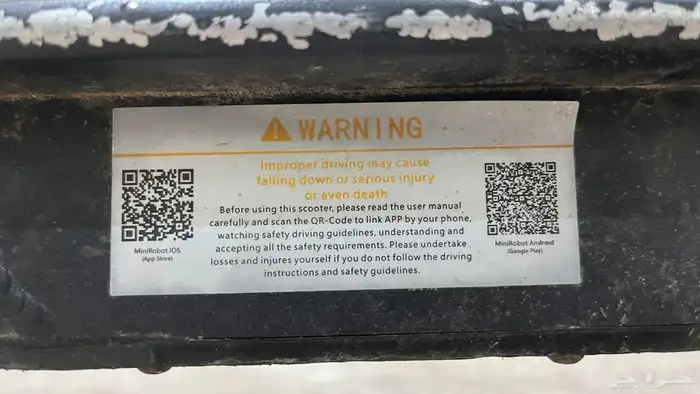 WARNING
Improper driving may cause
falling down or serious injury
or even death
Before using this scooter, please read the user manual
carefully and scan the QR-Code to link APP by your phone,
watching safety driving guidelines, understanding and
accepting all the safety requirements. Please undertake
losses and injures yourself if you do not follow the driving
instructions and safety guidelines.
MiniRobot IOS
(App Store)
MiniRobot Android
(Google Play)
حراج